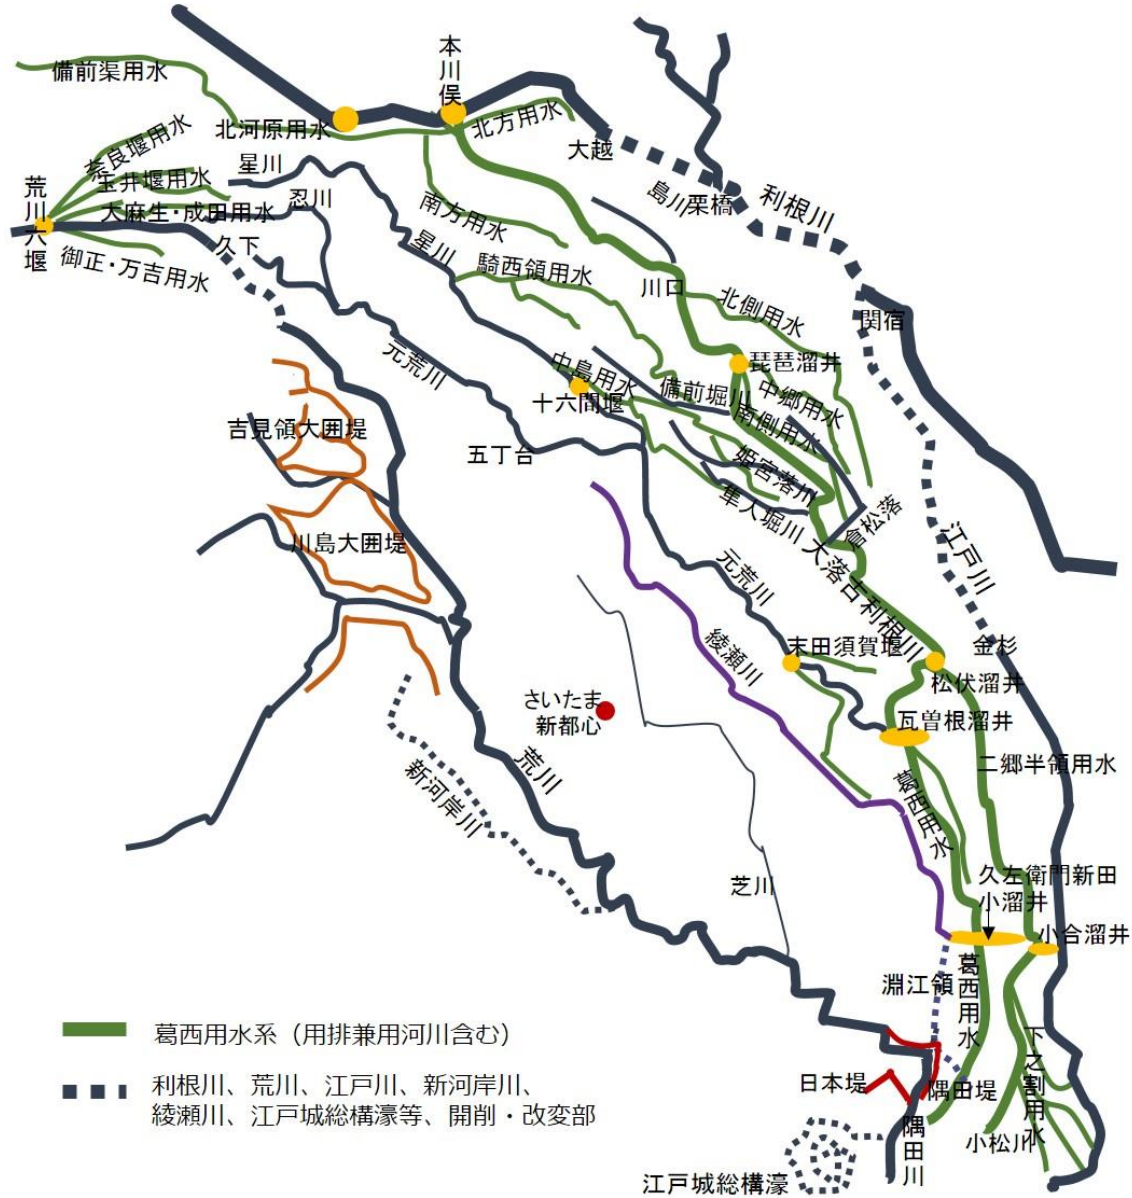 本川俣
備前渠用水
北河原用水
北方用水
奈良堰用水
星川
大越
玉井堰用水
忍川
島川
栗橋
利根川
荒川六堰
大麻生・成田用水
南方用水
久下
御正・万吉用水
星川
騎西領用水
川口
北側用水
関宿
元荒川
中島用水
琵琶溜井
備前堀川
中郷用水
十六間堰
南側用水
吉見領大囲堤
五丁台
姫宮落川
隼人堀川
倉松落
川島大囲堤
大落古利根川
江戸川
元荒川
綾瀬川
末田須賀堰
金杉
松伏溜井
さいたま
新都心
瓦曽根溜井
荒川
新河岸川
二郷半領用水
葛西用水
芝川
久左衛門新田
小溜井
小合溜井
淵江領
葛西用水
葛西用水系（用排兼用河川含む）
下之割用水
利根川、荒川、江戸川、新河岸川、
綾瀬川、江戸城総構濠等、開削・改変部
日本堤
隅田堤
隅田川
小松川
江戸城総構濠